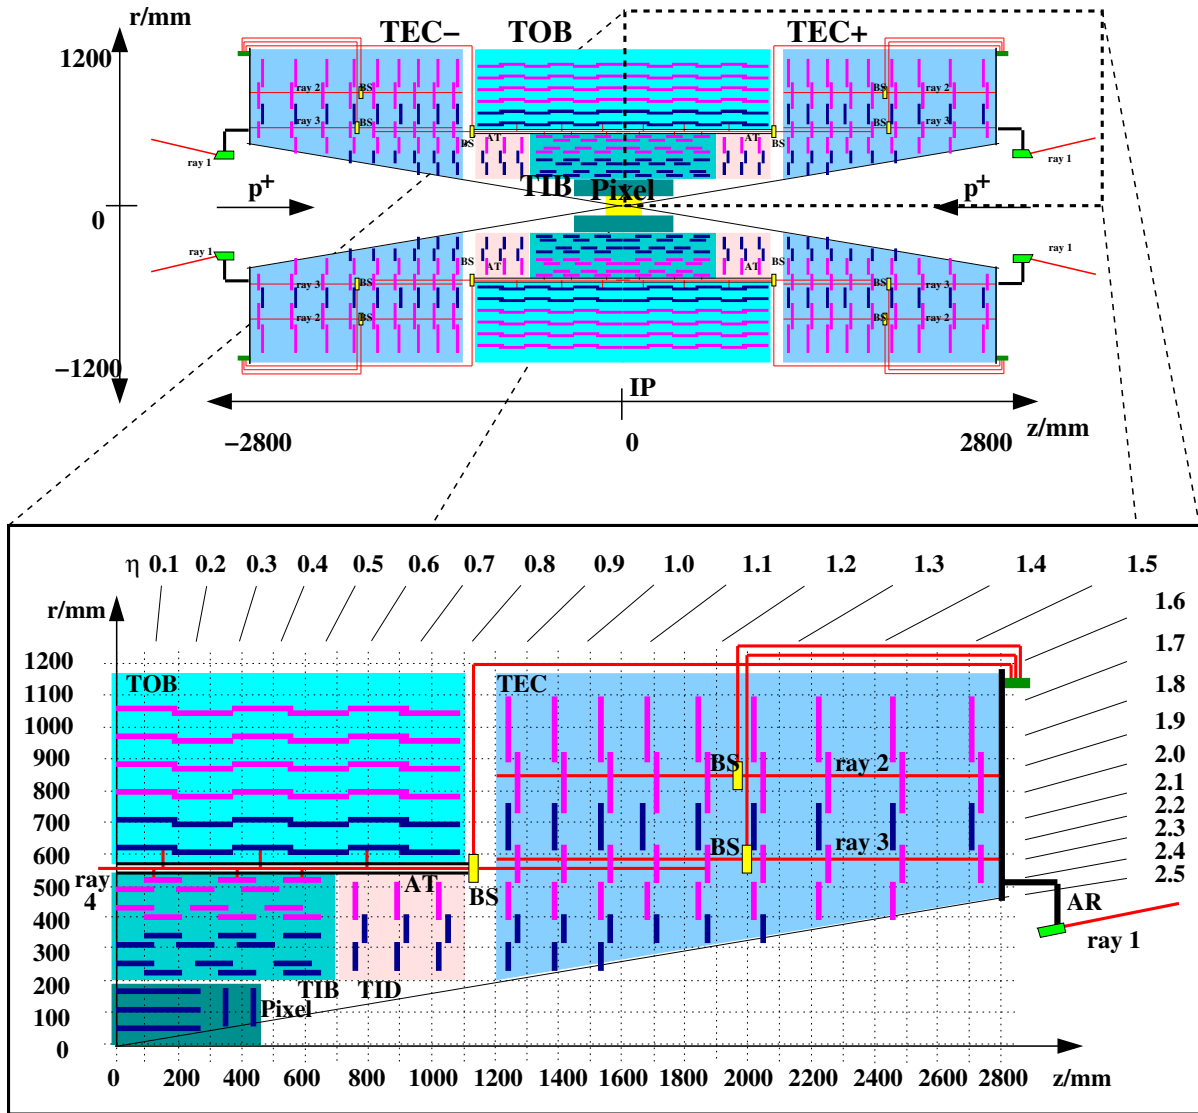 r/mm
TEC− TOB TEC+
1200
ray 2 BS BS ray 2
ray 3 BS BS ray 3
BS AT AT BS
ray 1 ray 1
p+ TIB Pixel p+
0
ray 1 BS AT AT BS ray 1
ray 3 BS BS ray 3
ray 2 BS BS ray 2
−1200
IP
z/mm
−2800 0 2800
η 0.1 0.2 0.3 0.4 0.5 0.6 0.7 0.8 0.9 1.0 1.1 1.2 1.3 1.4 1.5
r/mm 1.6
1.7
1200
TOB TEC 1.8
1100
1.9
1000
2.0
900
BS ray 2
2.1
800
2.2
700
2.3
600
BS ray 3
2.4
2.5
500
ray 4 AT BS AR
400
ray 1
300
200
TIB TID
Pixel
100
0
0 200 400 600 800 1000 1200 1400 1600 1800 2000 2200 2400 2600 2800 z/mm